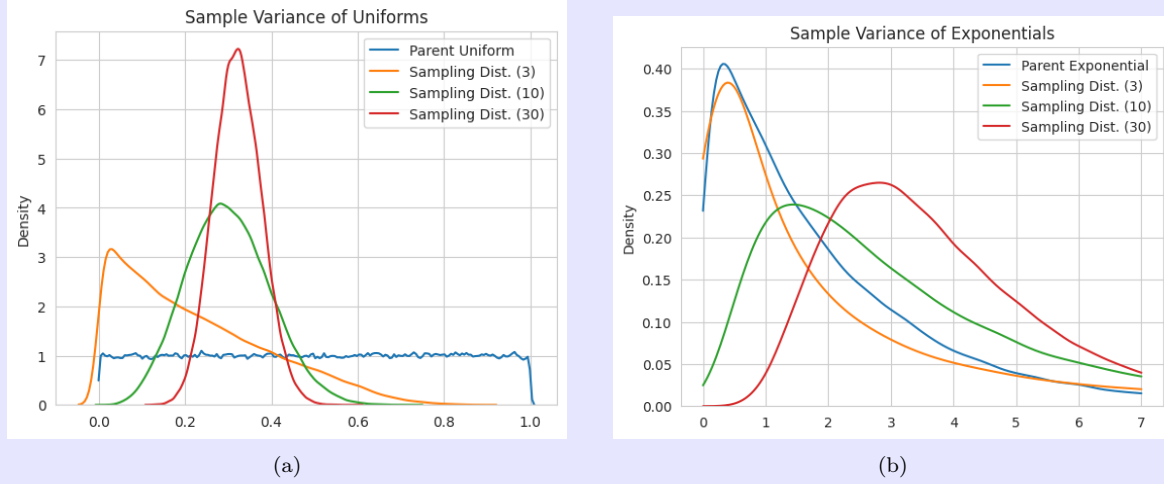 Sample Variance of Uniforms
Density
7
6
5
4
3
2
1
0
0.0 0.2 0.4 0.6 0.8 1.0
Parent Uniform
Sampling Dist. (3)
Sampling Dist. (10)
Sampling Dist. (30)
(a)
Sample Variance of Exponentials
Density
0.40
0.35
0.30
0.25
0.20
0.15
0.10
0.05
0.00
0 1 2 3 4 5 6 7
Parent Exponential
Sampling Dist. (3)
Sampling Dist. (10)
Sampling Dist. (30)
(b)